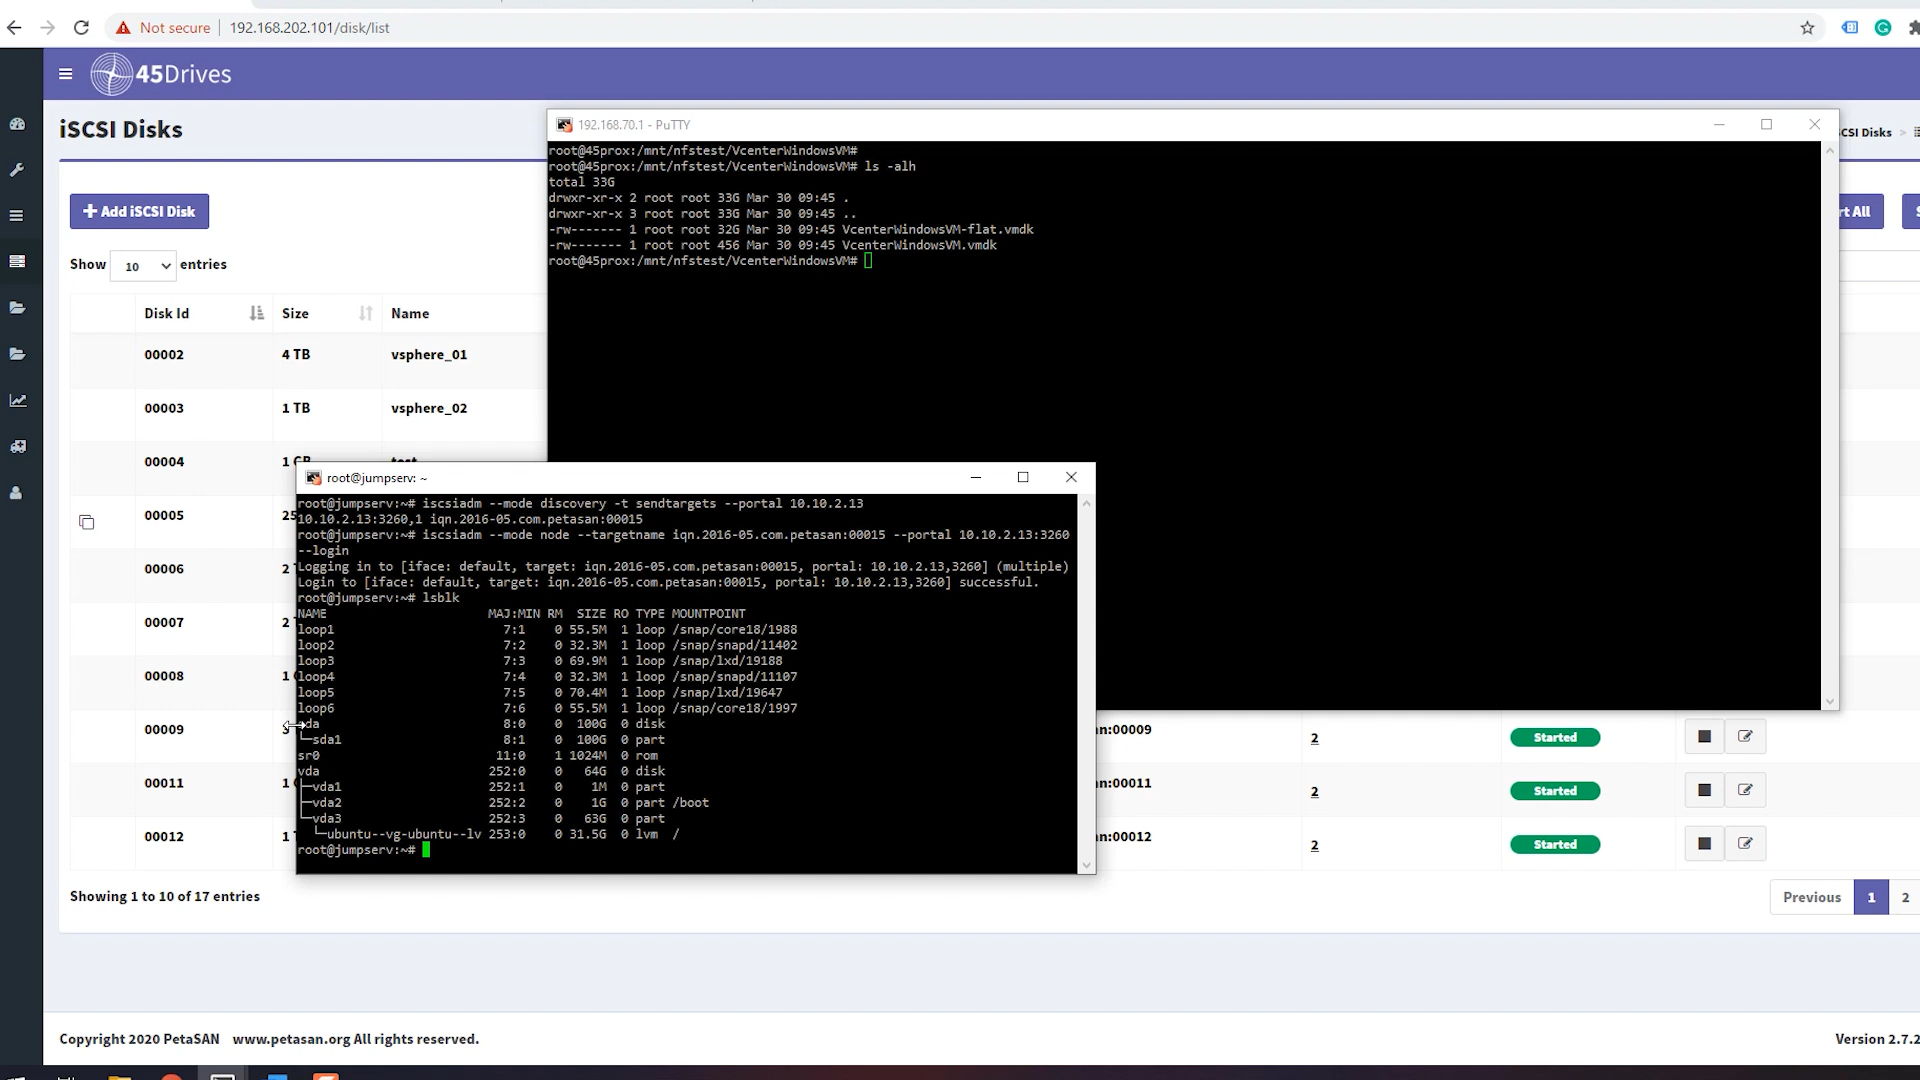 Not secure
192.168.202.101/disk/list
45Drives
iSCSI Disks
Add iSCSI Disk
Show 10 entries
Disk Id Size Name
00002 4 TB vsphere_01
00003 1 TB vsphere_02
00004
00005
00006
00007
00008
00009
00011
00012
192.168.70.1 - PuTTY
root@45prox:/mnt/nfstest/VcenterWindowsVM#
root@45prox:/mnt/nfstest/VcenterWindowsVM# ls -alh
total 33G
drwxr-xr-x 2 root root 33G Mar 30 09:45 .
drwxr-xr-x 3 root root 33G Mar 30 09:45 ..
-rw------- 1 root root 32G Mar 30 09:45 VcenterWindowsVM-flat.vmdk
-rw------- 1 root root 456 Mar 30 09:45 VcenterWindowsVM.vmdk
root@45prox:/mnt/nfstest/VcenterWindowsVM#
CSI Disks >
rt All
root@jumpserv: ~
root@jumpserv:~# iscsiadm --mode discovery -t sendtargets --portal 10.10.2.13
10.10.2.13:3260,1 iqn.2016-05.com.petasan:00015
root@jumpserv:~# iscsiadm --mode node --targetname iqn.2016-05.com.petasan:00015 --portal 10.10.2.13:3260
--login
Logging in to [iface: default, target: iqn.2016-05.com.petasan:00015, portal: 10.10.2.13,3260] (multiple)
Login to [iface: default, target: iqn.2016-05.com.petasan:00015, portal: 10.10.2.13,3260] successful.
root@jumpserv:~# lsblk
NAME MAJ:MIN RM SIZE RO TYPE MOUNTPOINT
loop1 7:1 0 55.5M 1 loop /snap/core18/1988
loop2 7:2 0 32.3M 1 loop /snap/snapd/11402
loop3 7:3 0 69.9M 1 loop /snap/lxd/19188
loop4 7:4 0 32.3M 1 loop /snap/snapd/11107
loop5 7:5 0 70.4M 1 loop /snap/lxd/19647
loop6 7:6 0 55.5M 1 loop /snap/core18/1997
sda 8:0 0 100G 0 disk
└─sda1 8:1 0 100G 0 part
sr0 11:0 1 1024M 0 rom
vda 252:0 0 64G 0 disk
├─vda1 252:1 0 1M 0 part
├─vda2 252:2 0 1G 0 part /boot
└─vda3 252:3 0 63G 0 part
└─ubuntu--vg-ubuntu--lv 253:0 0 31.5G 0 lvm /
root@jumpserv:~#
an:00009 2 Started
an:00011 2 Started
an:00012 2 Started
Showing 1 to 10 of 17 entries
Previous 1 2
Copyright 2020 PetaSAN www.petasan.org All rights reserved.
Version 2.7.2